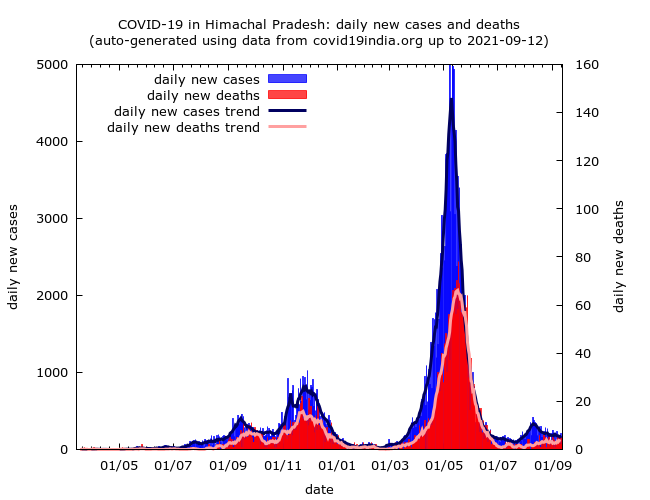 COVID-19 in Himachal Pradesh: daily new cases and deaths
(auto-generated using data from covid19india.org up to 2021-09-12)
daily new cases
daily new deaths
daily new cases trend
daily new deaths trend
5000
4000
3000
2000
1000
0
daily new cases
160
140
120
100
80
60
40
20
0
daily new deaths
01/05 01/07 01/09 01/11 01/01 01/03 01/05 01/07 01/09
date